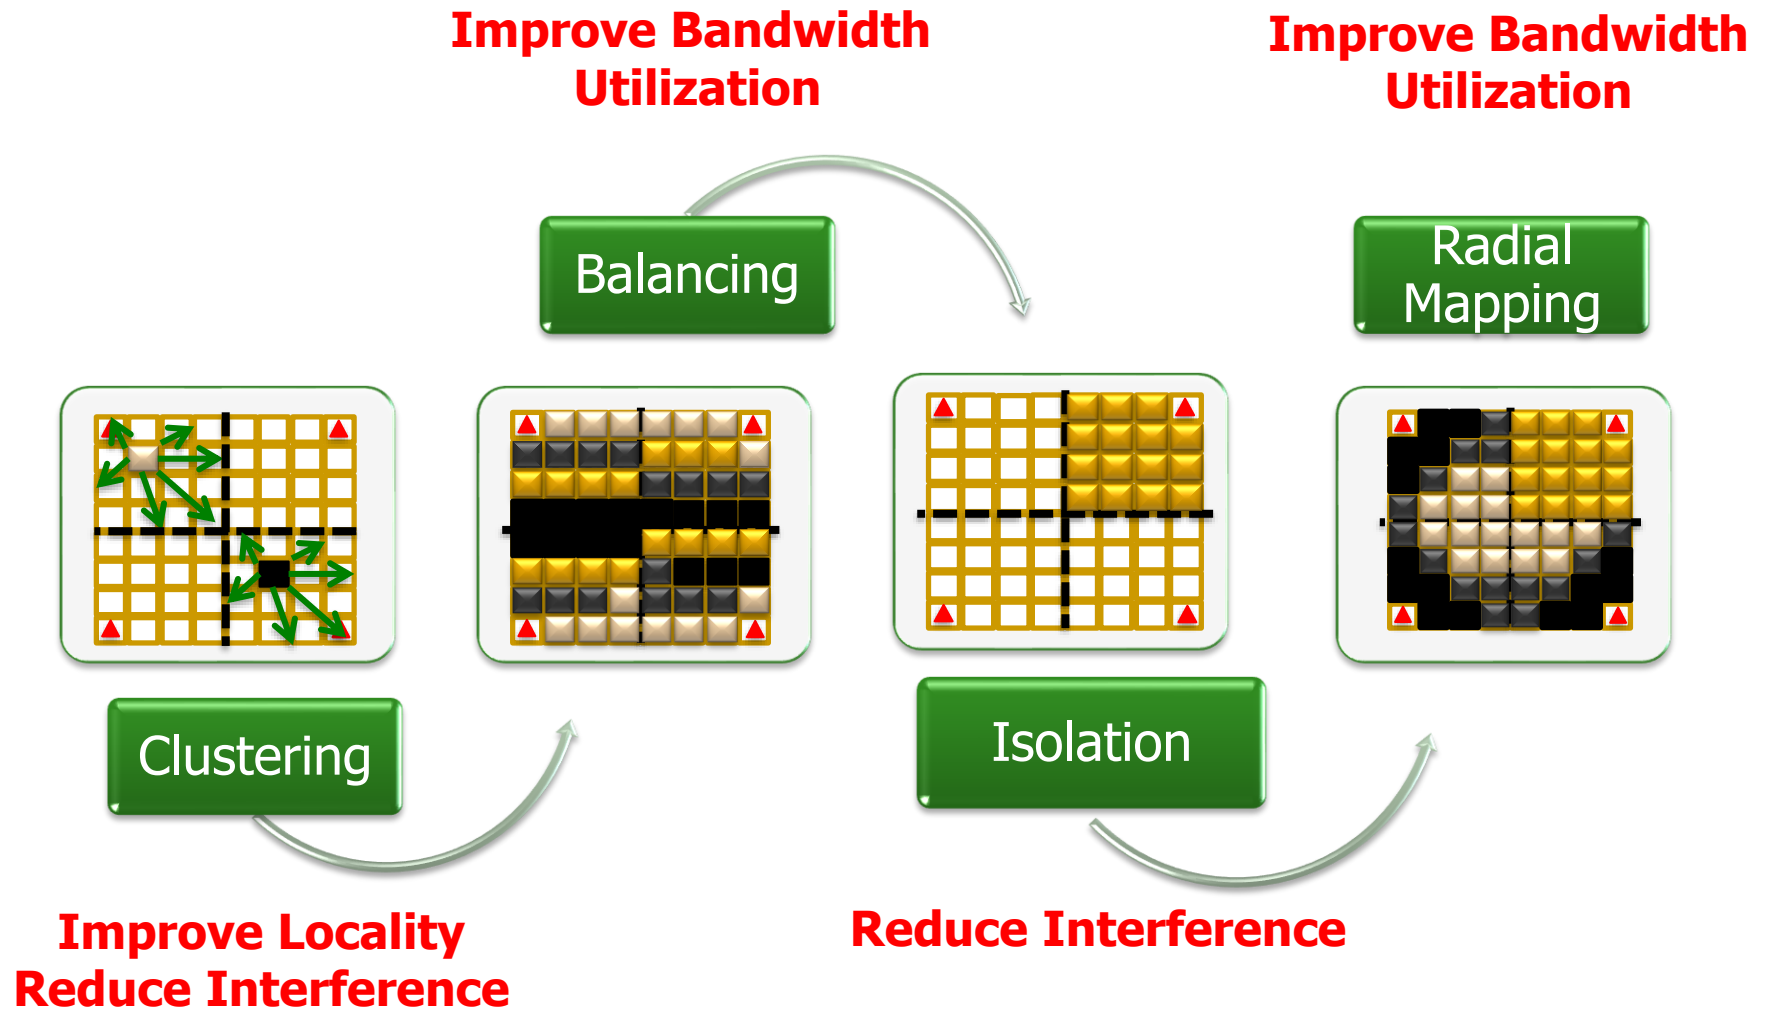 Improve Bandwidth
Utilization
Improve Bandwidth
Utilization
Balancing
Radial
Mapping
Clustering
Isolation
Improve Locality
Reduce Interference
Reduce Interference